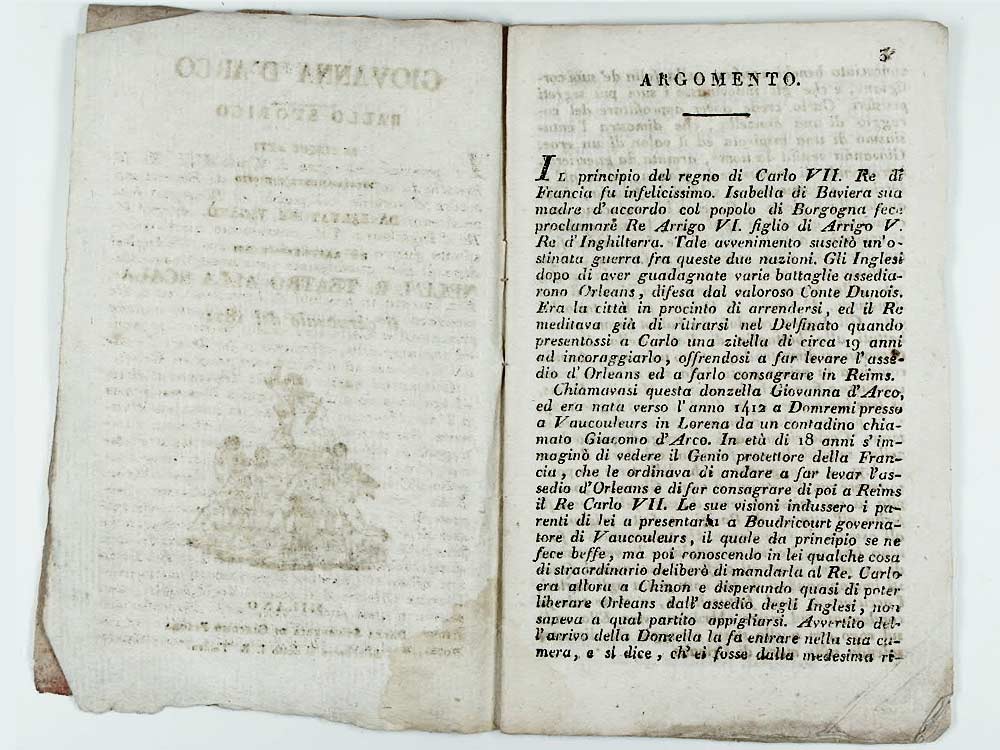 GIOVANNA D'ARCO
BALLO STORICO
NELL'I. R. TEATRO ALLA SCALA
MILANO
3
ARGOMENTO.
IL principio del regno di Carlo VII. Re di
Francia fu infelicissimo. Isabella di Baviera sua
madre d'accordo col popolo di Borgogna fece
proclamare Re Arrigo VI. figlio di Arrigo V.
Re d'Inghilterra. Tale avvenimento suscitò un'o-
stinata guerra fra queste due nazioni. Gli Inglesi
dopo di aver guadagnate varie battaglie assedia-
rono Orleans, difesa dal valoroso Conte Dunois.
Era la città in procinto di arrendersi, ed il Re
meditava già di ritirarsi nel Delfinato quando
presentossi a Carlo una zitella di circa 19 anni
ad incoraggiarlo, offrendosi a far levare l'asse-
dio d'Orleans ed a farlo consagrare in Reims.
Chiamavasi questa donzella Giovanna d'Arco,
ed era nata verso l'anno 1412 a Domremi presso
a Vaucouleurs in Lorena da un contadino chia-
mato Giacomo d'Arco. In età di 18 anni s'im-
maginò di vedere il Genio protettore della Fran-
cia, che le ordinava di andare a far levar l'as-
sedio d'Orleans e di far consagrare di poi a Reims
il Re Carlo VII. Le sue visioni indussero i pa-
renti di lei a presentarla a Boudricourt governa-
tore di Vaucouleurs, il quale da principio se ne
fece beffe, ma poi conoscendo in lei qualche cosa
di straordinario deliberò di mandarla al Re. Carlo
era allora a Chinon e disperando quasi di poter
liberare Orleans dall'assedio degli Inglesi, non
sapeva a qual partito appigliarsi. Avvertito del-
l'arrivo della Donzella la fa entrare nella sua ca-
mera, e si dice, ch'ei fosse dalla medesima ri-